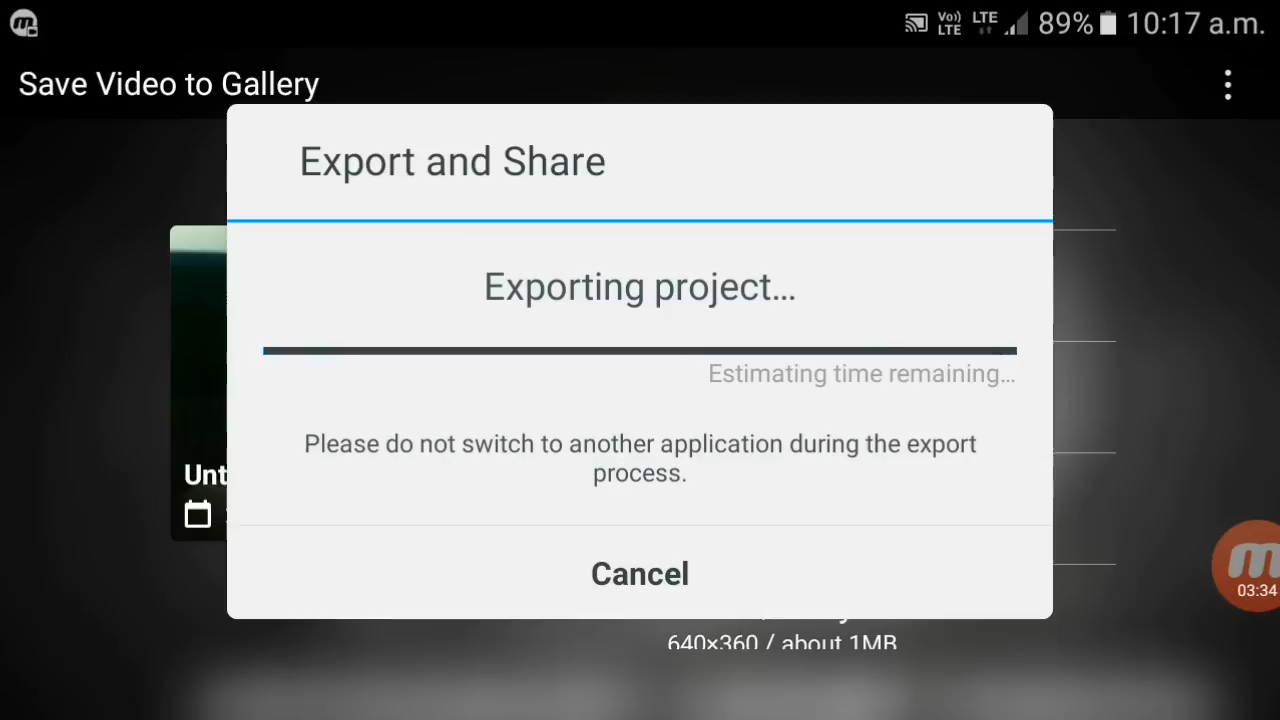 Vo) LTE LTE 89% 10:17 a.m.
Save Video to Gallery
Export and Share
Exporting project...
Estimating time remaining...
Please do not switch to another application during the export
process.
Unt
Cancel
03:34
640x360 / about 1MB